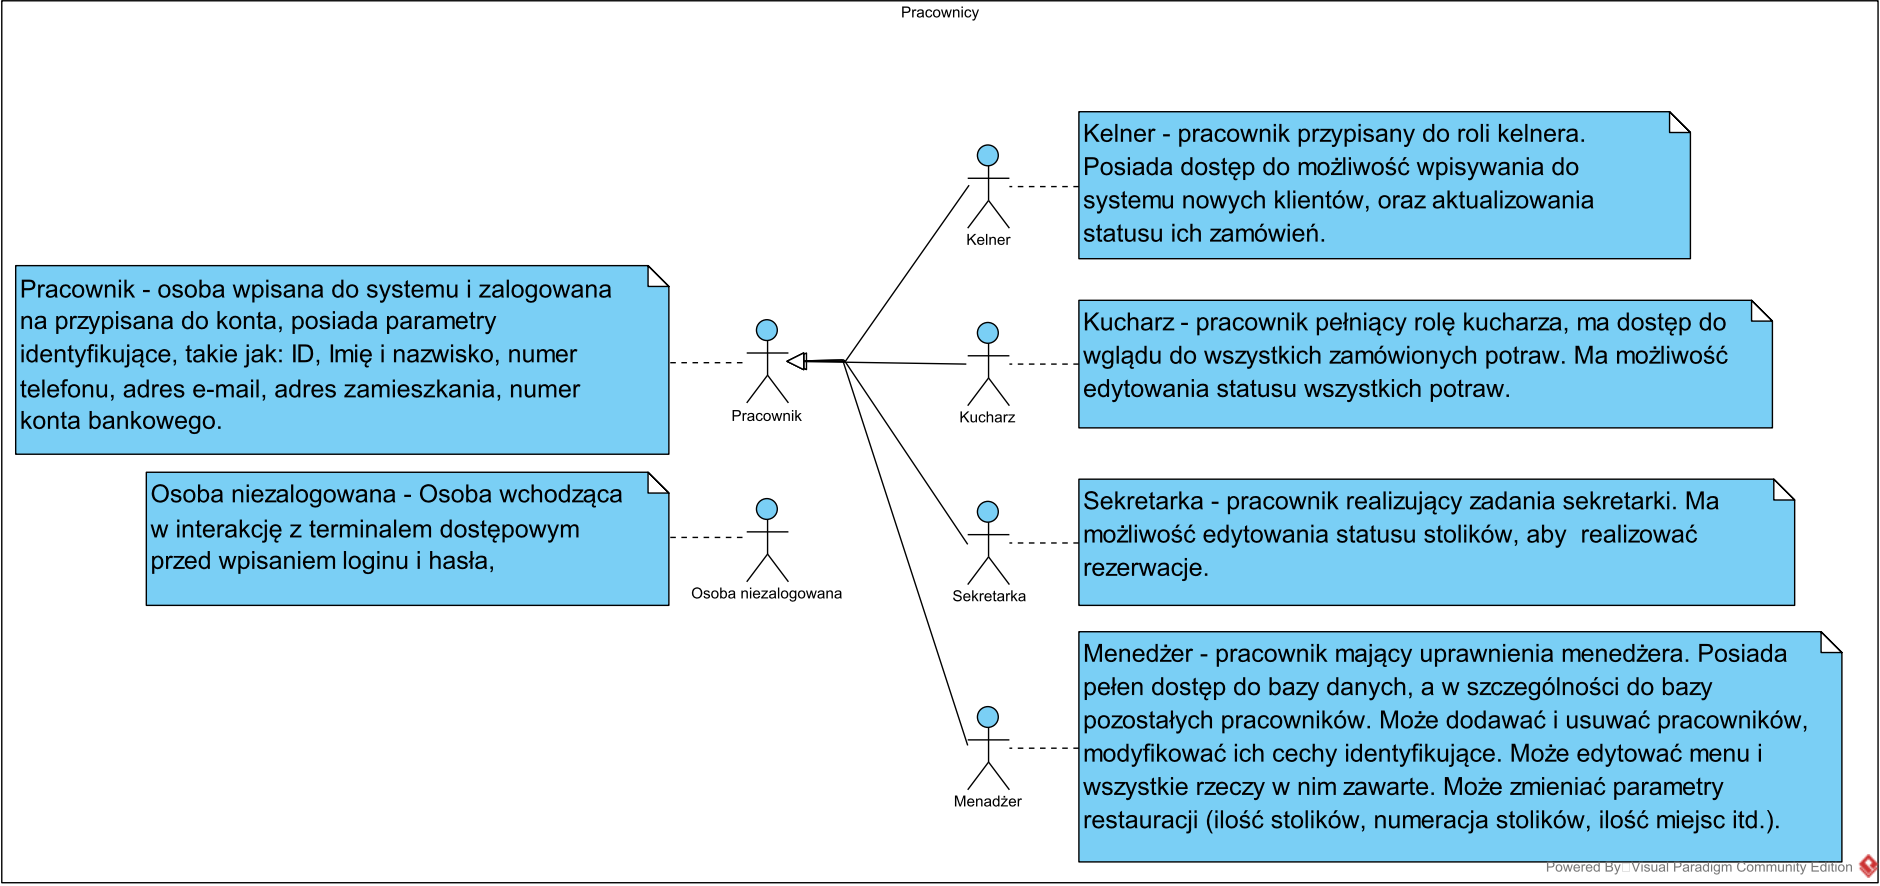 Pracownicy
Kelner - pracownik przypisany do roli kelnera.
Posiada dostęp do możliwość wpisywania do
systemu nowych klientów, oraz aktualizowania
statusu ich zamówień.
Kelner
Pracownik - osoba wpisana do systemu i zalogowana
na przypisana do konta, posiada parametry
identyfikujące, takie jak: ID, Imię i nazwisko, numer
telefonu, adres e-mail, adres zamieszkania, numer
konta bankowego.
Pracownik
Kucharz - pracownik pełniący rolę kucharza, ma dostęp do
wglądu do wszystkich zamówionych potraw. Ma możliwość
edytowania statusu wszystkich potraw.
Kucharz
Osoba niezalogowana - Osoba wchodząca
w interakcję z terminalem dostępowym
przed wpisaniem loginu i hasła,
Osoba niezalogowana
Sekretarka - pracownik realizujący zadania sekretarki. Ma
możliwość edytowania statusu stolików, aby  realizować
rezerwacje.
Sekretarka
Menedżer - pracownik mający uprawnienia menedżera. Posiada
pełen dostęp do bazy danych, a w szczególności do bazy
pozostałych pracowników. Może dodawać i usuwać pracowników,
modyfikować ich cechy identyfikujące. Może edytować menu i
wszystkie rzeczy w nim zawarte. Może zmieniać parametry
restauracji (ilość stolików, numeracja stolików, ilość miejsc itd.).
Menadżer
Powered By Visual Paradigm Community Edition